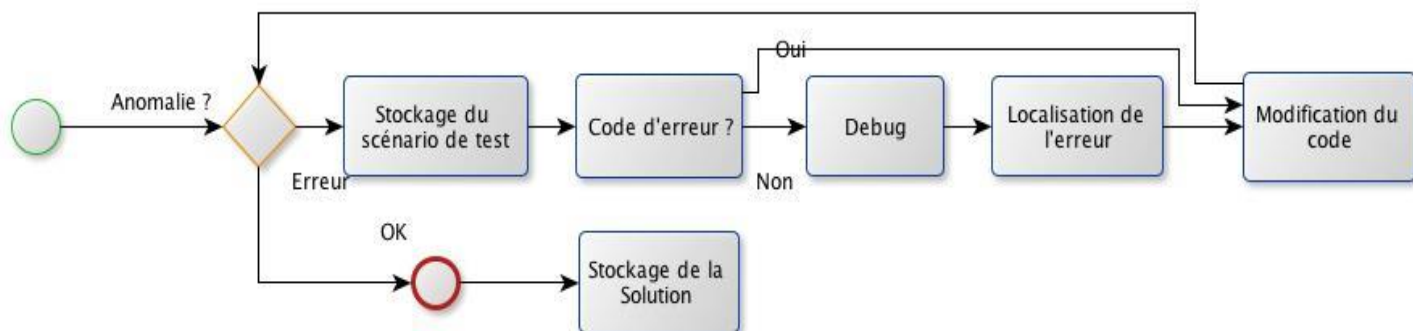 Oui
Anomalie ?
Stockage du
scénario de test
Code d'erreur ?
Debug
Localisation de
l'erreur
Modification du
code
Erreur
Non
OK
Stockage de la
Solution